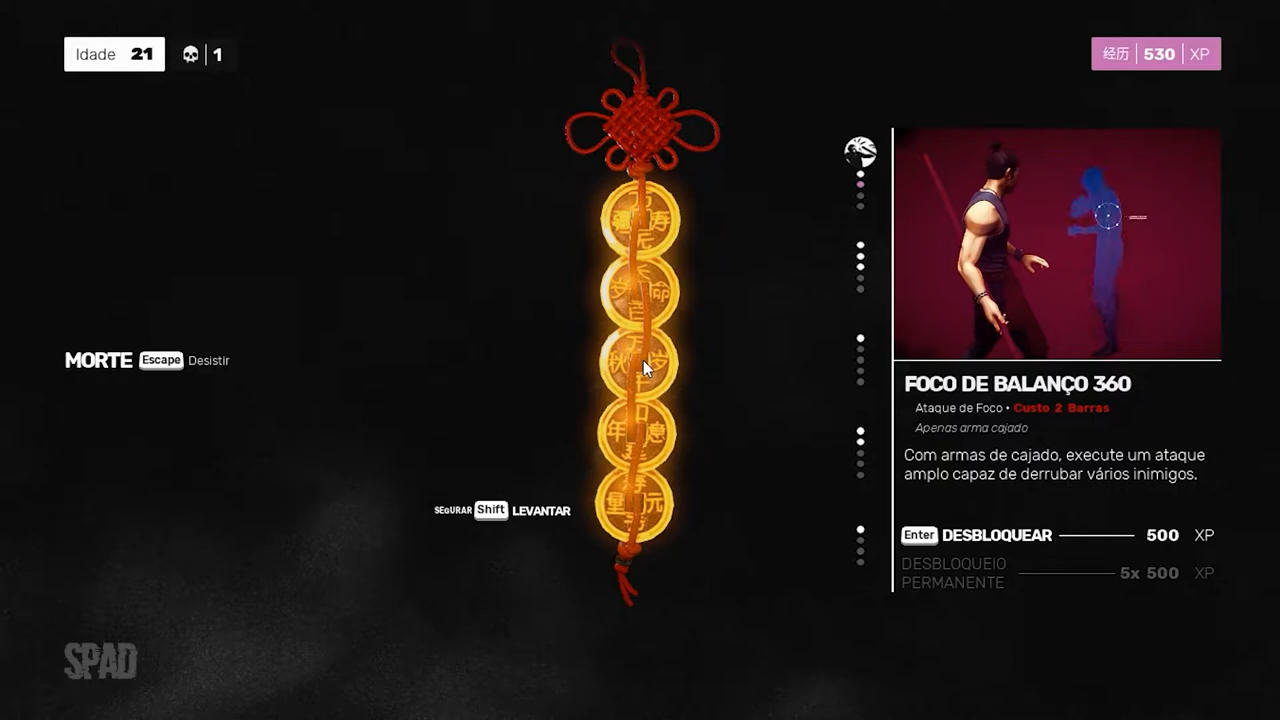 Idade 21
1
经历 530 XP
MORTE Escape Desistir
SEGURAR Shift LEVANTAR
FOCO DE BALANÇO 360
Ataque de Foco • Custo 2 Barras
Apenas arma cajado
Com armas de cajado, execute um ataque
amplo capaz de derrubar vários inimigos.
Enter DESBLOQUEAR 500 XP
DESBLOQUEIO
PERMANENTE 5x 500 XP
SPAD